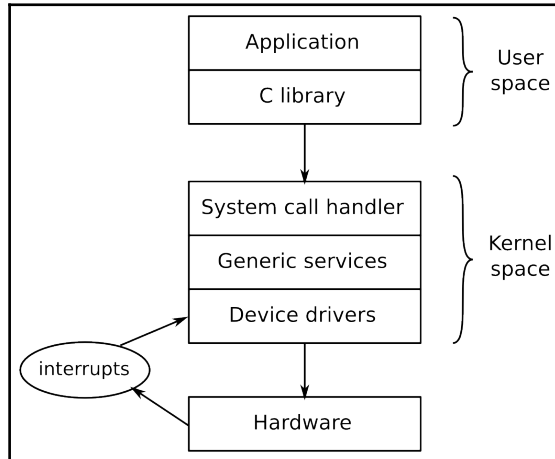 Application
C library
User
space
System call handler
Generic services
Device drivers
Kernel
space
interrupts
Hardware